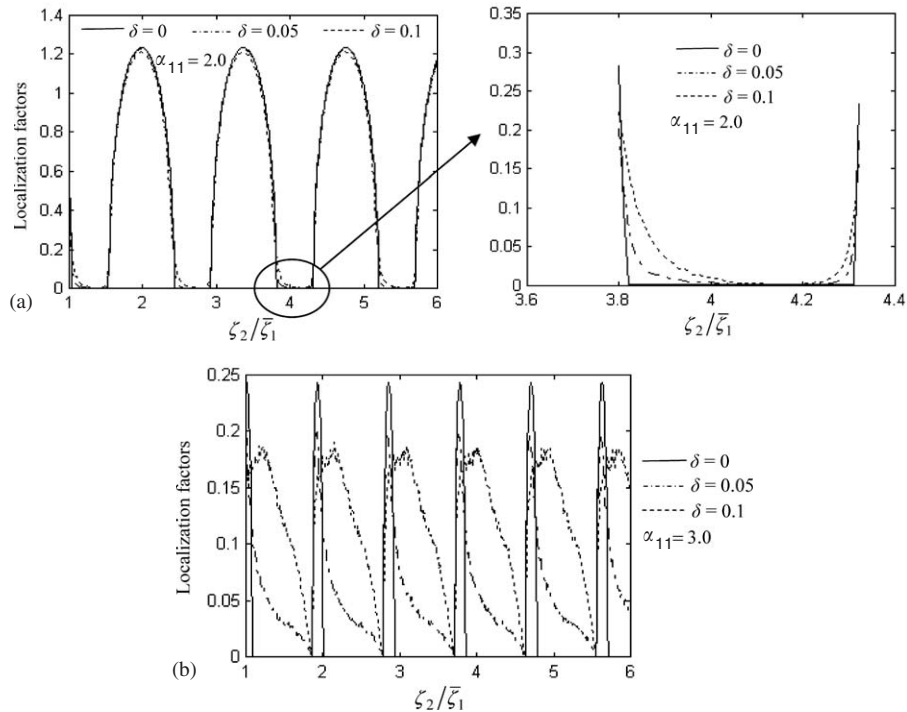 δ = 0 δ = 0.05 δ = 0.1
α11 = 2.0
1.4
1.2
1
0.8
0.6
0.4
0.2
0
1 2 3 4 5 6
Localization factors
ζ2/ζ̄1
(a)
δ = 0
δ = 0.05
δ = 0.1
α11 = 2.0
0.35
0.3
0.25
0.2
0.15
0.1
0.05
0
3.6 3.8 4 4.2 4.4
ζ2/ζ̄1
0.25
0.2
0.15
0.1
0.05
0
1 2 3 4 5 6
Localization factors
ζ2/ζ̄1
(b)
δ = 0
δ = 0.05
δ = 0.1
α11 = 3.0